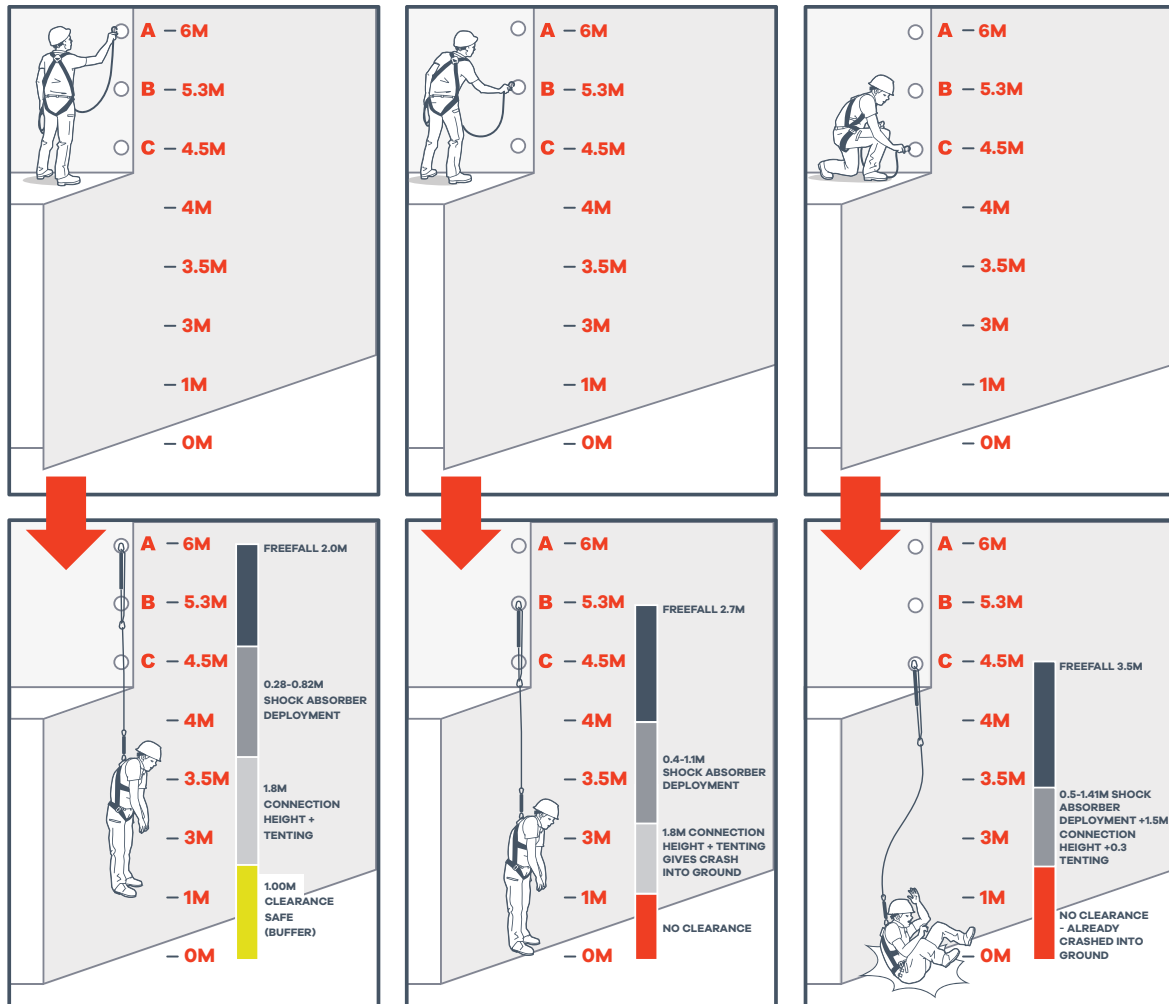 A – 6M
B – 5.3M
C – 4.5M
– 4M
– 3.5M
– 3M
– 1M
– 0M
A – 6M
B – 5.3M
C – 4.5M
– 4M
– 3.5M
– 3M
– 1M
– 0M
A – 6M
B – 5.3M
C – 4.5M
– 4M
– 3.5M
– 3M
– 1M
– 0M
A – 6M
B – 5.3M
C – 4.5M
– 4M
– 3.5M
– 3M
– 1M
– 0M
FREEFALL 2.0M
0.28-0.82M
SHOCK ABSORBER
DEPLOYMENT
1.8M
CONNECTION
HEIGHT +
TENTING
1.00M
CLEARANCE
SAFE
(BUFFER)
A – 6M
B – 5.3M
C – 4.5M
– 4M
– 3.5M
– 3M
– 1M
– 0M
FREEFALL 2.7M
0.4-1.1M
SHOCK ABSORBER
DEPLOYMENT
1.8M CONNECTION
HEIGHT + TENTING
GIVES CRASH
INTO GROUND
NO CLEARANCE
A – 6M
B – 5.3M
C – 4.5M
– 4M
– 3.5M
– 3M
– 1M
– 0M
FREEFALL 3.5M
0.5-1.41M SHOCK
ABSORBER
DEPLOYMENT +1.5M
CONNECTION
HEIGHT +0.3
TENTING
NO CLEARANCE
- ALREADY
CRASHED INTO
GROUND